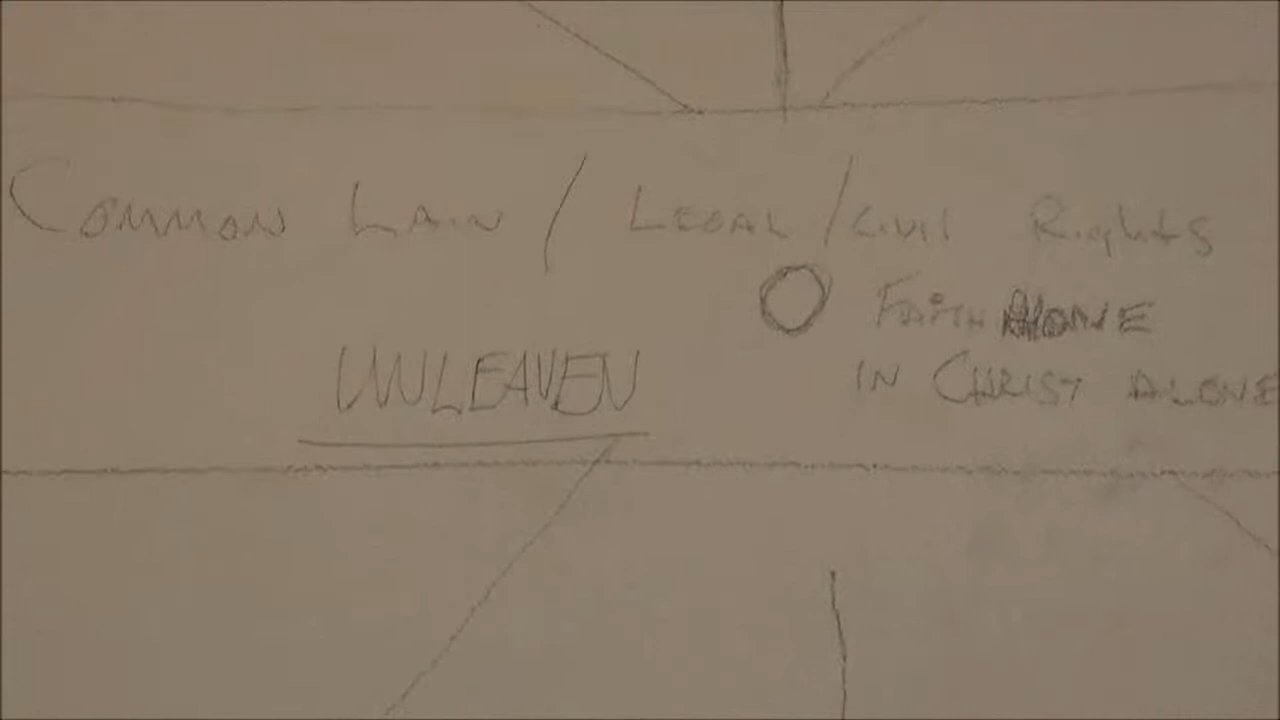 Common Law / Legal / Civil Rights
Faith Alone
UNLEAVEN
in Christ Alone